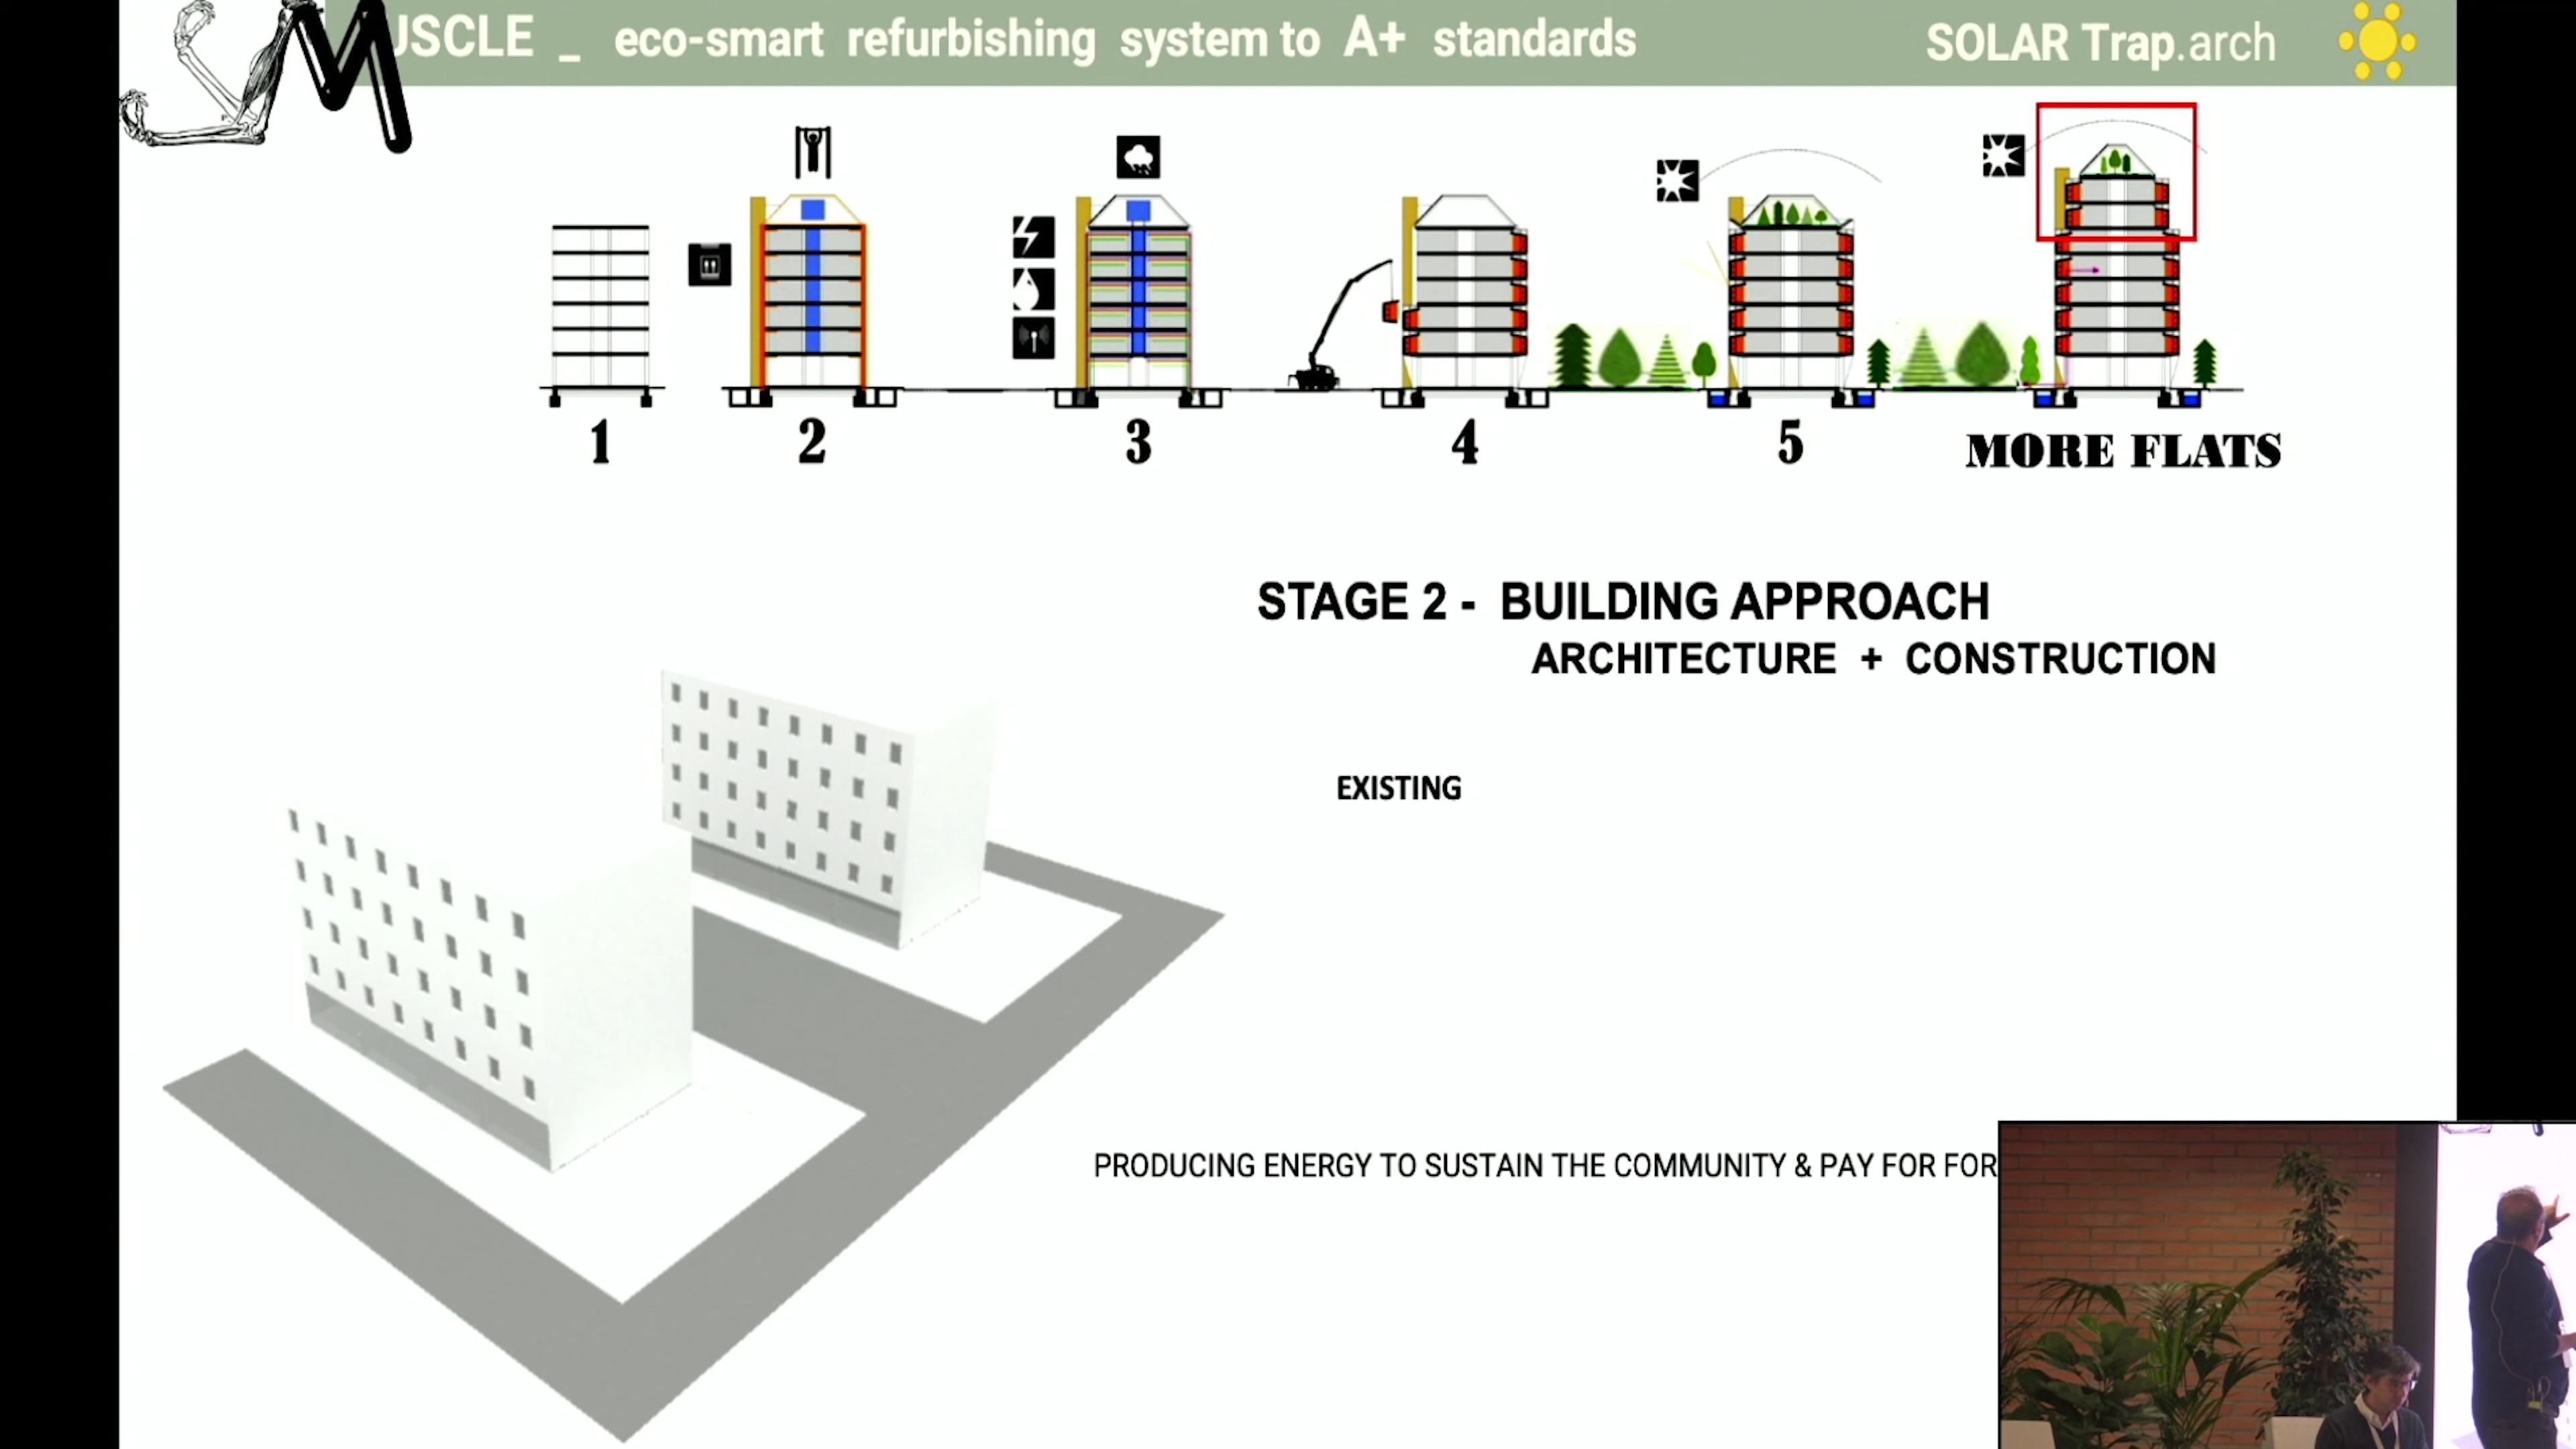 MUSCLE _ eco-smart refurbishing system to A+ standards
SOLAR Trap.arch
1
2
3
4
5
MORE FLATS
STAGE 2 - BUILDING APPROACH
ARCHITECTURE + CONSTRUCTION
EXISTING
PRODUCING ENERGY TO SUSTAIN THE COMMUNITY & PAY FOR FOR